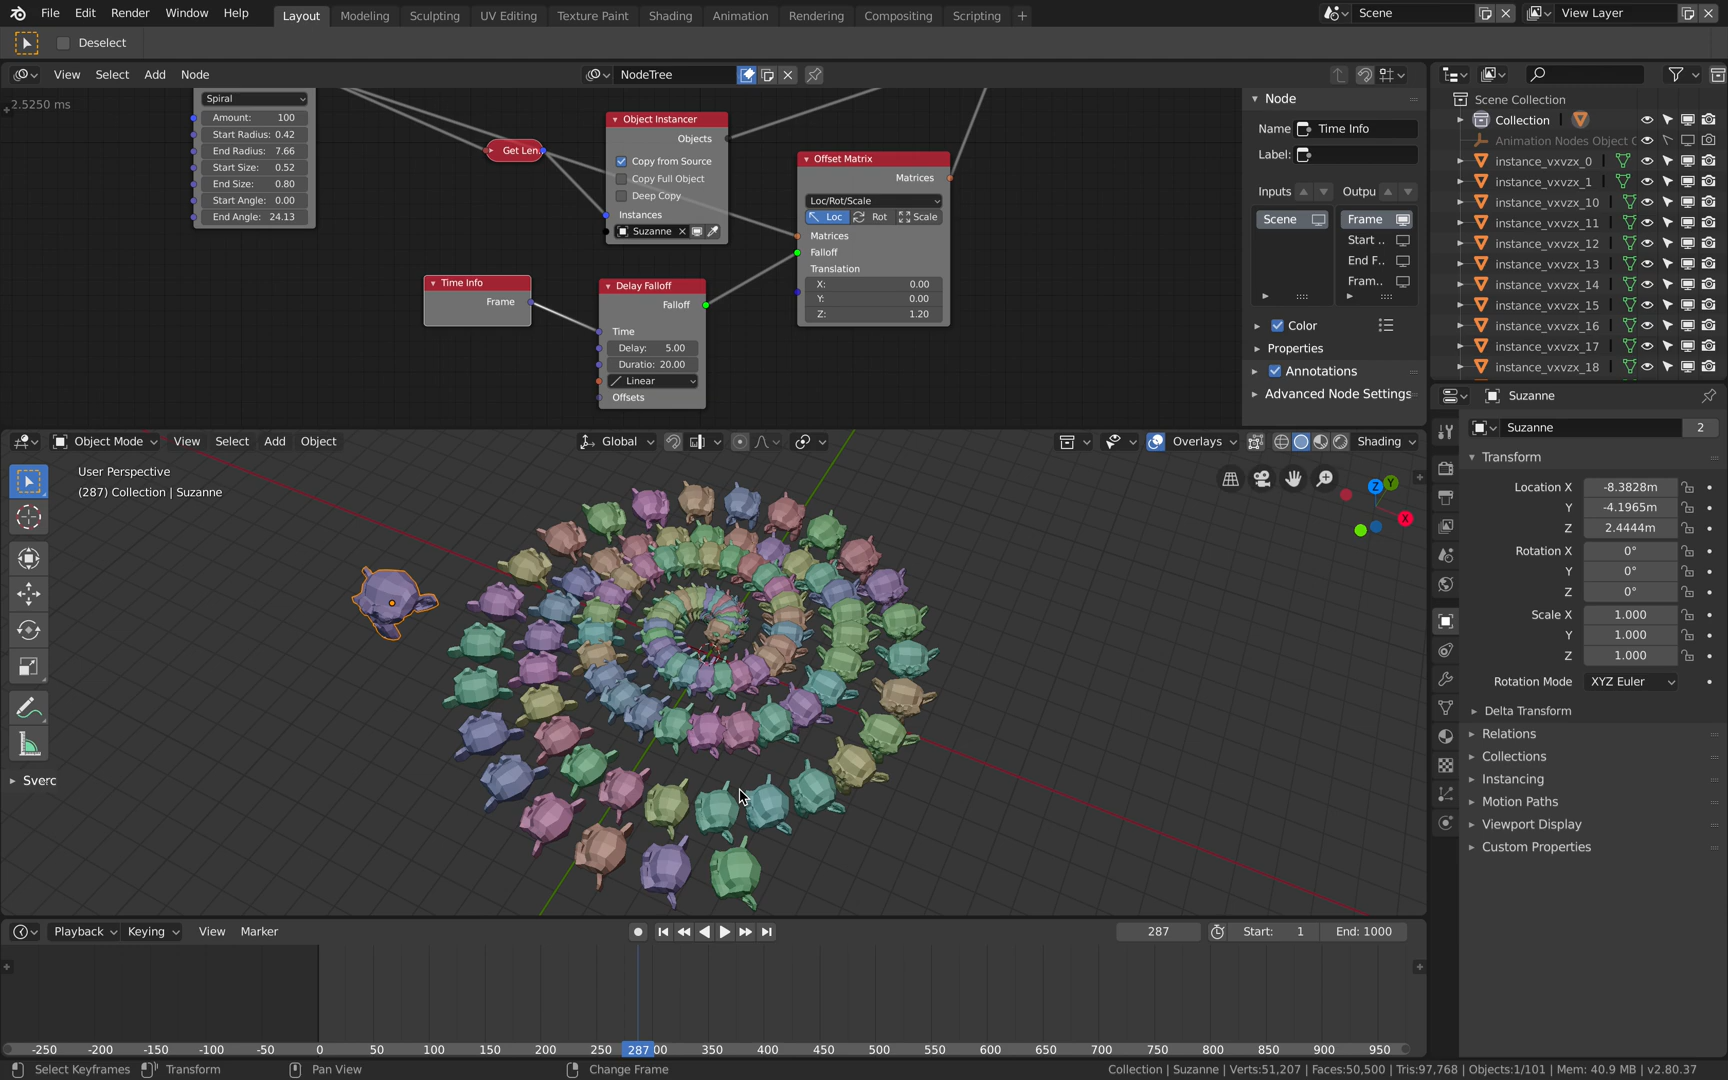 File Edit Render Window Help Layout Modeling Sculpting UV Editing Texture Paint Shading Animation Rendering Compositing Scripting + Scene View Layer
Deselect
View Select Add Node NodeTree
2.5250 ms
Spiral
Amount: 100
Start Radius: 0.42
End Radius: 7.66
Start Size: 0.52
End Size: 0.80
Start Angle: 0.00
End Angle: 24.13
Get Len..
Object Instancer
Objects
Copy from Source
Copy Full Object
Deep Copy
Instances
Suzanne
Time Info
Frame
Delay Falloff
Falloff
Time
Delay: 5.00
Duratio: 20.00
Linear
Offsets
Offset Matrix
Matrices
Loc/Rot/Scale
Loc Rot Scale
Matrices
Falloff
Translation
X: 0.00
Y: 0.00
Z: 1.20
Node
Name Time Info
Label:
Inputs Outpu
Scene Frame
Start ..
End F..
Fram..
Color
Properties
Annotations
Advanced Node Settings
Scene Collection
Collection
Animation Nodes Object C
instance_vxvzx_0
instance_vxvzx_1
instance_vxvzx_10
instance_vxvzx_11
instance_vxvzx_12
instance_vxvzx_13
instance_vxvzx_14
instance_vxvzx_15
instance_vxvzx_16
instance_vxvzx_17
instance_vxvzx_18
Suzanne
Suzanne 2
Transform
Location X -8.3828m
Y -4.1965m
Z 2.4444m
Rotation X 0°
Y 0°
Z 0°
Scale X 1.000
Y 1.000
Z 1.000
Rotation Mode XYZ Euler
Delta Transform
Relations
Collections
Instancing
Motion Paths
Viewport Display
Custom Properties
Object Mode View Select Add Object Global Overlays Shading
User Perspective
(287) Collection | Suzanne
Z Y X
Sverc
Playback Keying View Marker 287 Start: 1 End: 1000
-250 -200 -150 -100 -50 0 50 100 150 200 250 287 00 350 400 450 500 550 600 650 700 750 800 850 900 950
Select Keyframes Transform Pan View Change Frame Collection | Suzanne | Verts:51,207 | Faces:50,500 | Tris:97,768 | Objects:1/101 | Mem: 40.9 MB | v2.80.37